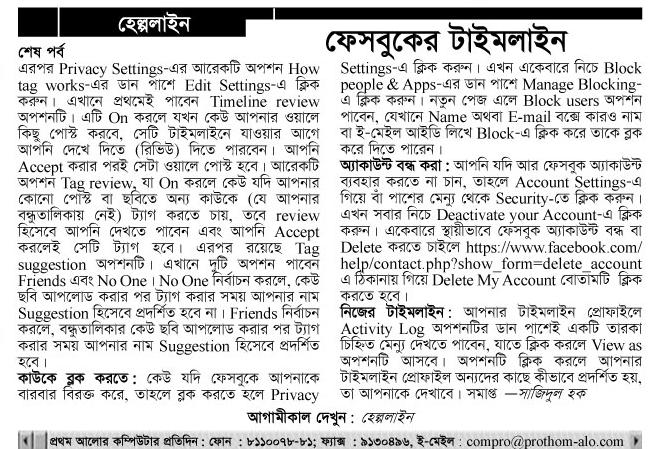 হেল্পলাইন
ফেসবুকের টাইমলাইন
শেষ পর্ব
এরপর Privacy Settings-এর আরেকটি অপশন How
tag works-এর ডান পাশে Edit Settings-এ ক্লিক
করুন। এখানে প্রথমেই পাবেন Timeline review
অপশনটি। এটি On করলে যখন কেউ আপনার ওয়ালে
কিছু পোস্ট করবে, সেটি টাইমলাইনে যাওয়ার আগে
আপনি দেখে দিতে (রিভিউ) দিতে পারবেন। আপনি
Accept করার পরই সেটা ওয়ালে পোস্ট হবে। আরেকটি
অপশন Tag review, যা On করলে কেউ যদি আপনার
কোনো পোস্ট বা ছবিতে অন্য কাউকে (যে আপনার
বন্ধুতালিকায় নেই) ট্যাগ করতে চায়, তবে review
হিসেবে আপনি দেখতে পাবেন এবং আপনি Accept
করলেই সেটি ট্যাগ হবে। এরপর রয়েছে Tag
suggestion অপশনটি। এখানে দুটি অপশন পাবেন
Friends এবং No One। No One নির্বাচন করলে, কেউ
ছবি আপলোড করার পর ট্যাগ করার সময় আপনার নাম
Suggestion হিসেবে প্রদর্শিত হবে না। Friends নির্বাচন
করলে, বন্ধুতালিকার কেউ ছবি আপলোড করার পর ট্যাগ
করার সময় আপনার নাম Suggestion হিসেবে প্রদর্শিত
হবে।
কাউকে ব্লক করতে : কেউ যদি ফেসবুকে আপনাকে
বারবার বিরক্ত করে, তাহলে ব্লক করতে হলে Privacy
Settings-এ ক্লিক করুন। এখন একেবারে নিচে Block
people & Apps-এর ডান পাশে Manage Blocking-
এ ক্লিক করুন। নতুন পেজ এলে Block users অপশন
পাবেন, যেখানে Name অথবা E-mail বক্সে কারও নাম
বা ই-মেইল আইডি লিখে Block-এ ক্লিক করে তাকে ব্লক
করে দিতে পারেন।
অ্যাকাউন্ট বন্ধ করা : আপনি যদি আর ফেসবুক অ্যাকাউন্ট
ব্যবহার করতে না চান, তাহলে Account Settings-এ
গিয়ে বাঁ পাশের মেন্যু থেকে Security-তে ক্লিক করুন।
এখন সবার নিচে Deactivate your Account-এ ক্লিক
করুন। একেবারে স্থায়ীভাবে ফেসবুক অ্যাকাউন্ট বন্ধ বা
Delete করতে চাইলে https://www.facebook.com/
help/contact.php?show_form=delete_account
এ ঠিকানায় গিয়ে Delete My Account বোতামটি ক্লিক
করতে হবে।
নিজের টাইমলাইন : আপনার টাইমলাইন প্রোফাইলে
Activity Log অপশনটির ডান পাশেই একটি তারকা
চিহ্নিত মেন্যু দেখতে পাবেন, যাতে ক্লিক করলে View as
অপশনটি আসবে। অপশনটি ক্লিক করলে আপনার
টাইমলাইন প্রোফাইল অন্যদের কাছে কীভাবে প্রদর্শিত হয়,
তা আপনাকে দেখাবে। সমাপ্ত —সাজিদুল হক
আগামীকাল দেখুন : হেল্পলাইন
প্রথম আলোর কম্পিউটার প্রতিদিন : ফোন : ৮১১০০৭৮-৮১; ফ্যাক্স : ৯১৩০৪৯৬, ই-মেইল : compro@prothom-alo.com